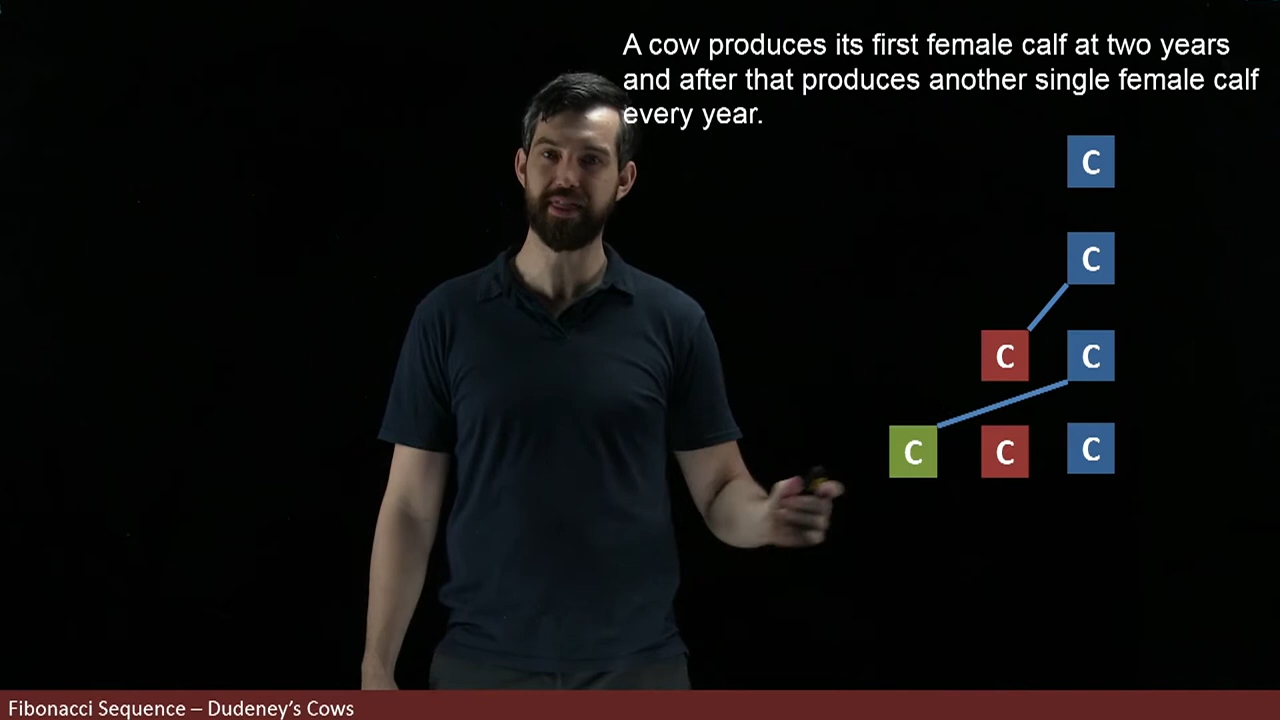 A cow produces its first female calf at two years
and after that produces another single female calf
every year.
C
C
C C
C C C
Fibonacci Sequence – Dudeney's Cows